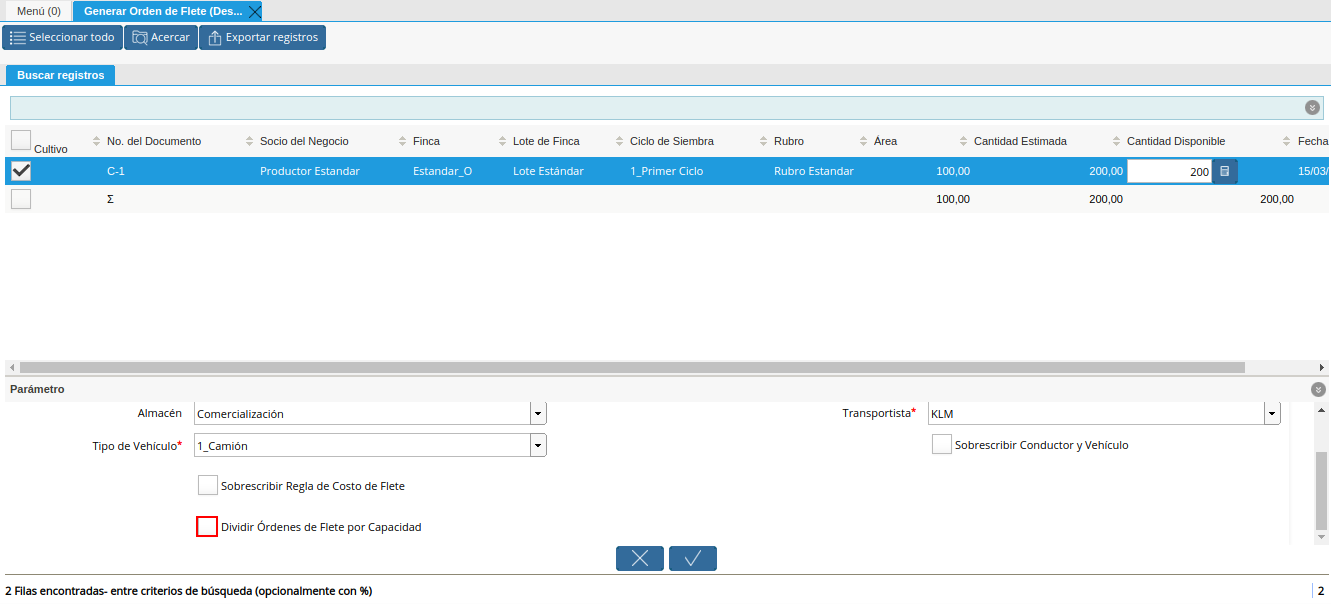 Menú (0) Generar Orden de Flete (Des...
Seleccionar todo Acercar Exportar registros
Buscar registros
Cultivo No. del Documento Socio del Negocio Finca Lote de Finca Ciclo de Siembra Rubro Área Cantidad Estimada Cantidad Disponible Fecha
C-1 Productor Estandar Estandar_O Lote Estándar 1_Primer Ciclo Rubro Estandar 100,00 200,00 200 15/03/
Σ 100,00 200,00 200,00
Parámetro
Almacén Comercialización Transportista* KLM
Tipo de Vehículo* 1_Camión Sobrescribir Conductor y Vehículo
Sobrescribir Regla de Costo de Flete
Dividir Órdenes de Flete por Capacidad
2 Filas encontradas- entre criterios de búsqueda (opcionalmente con %) 2